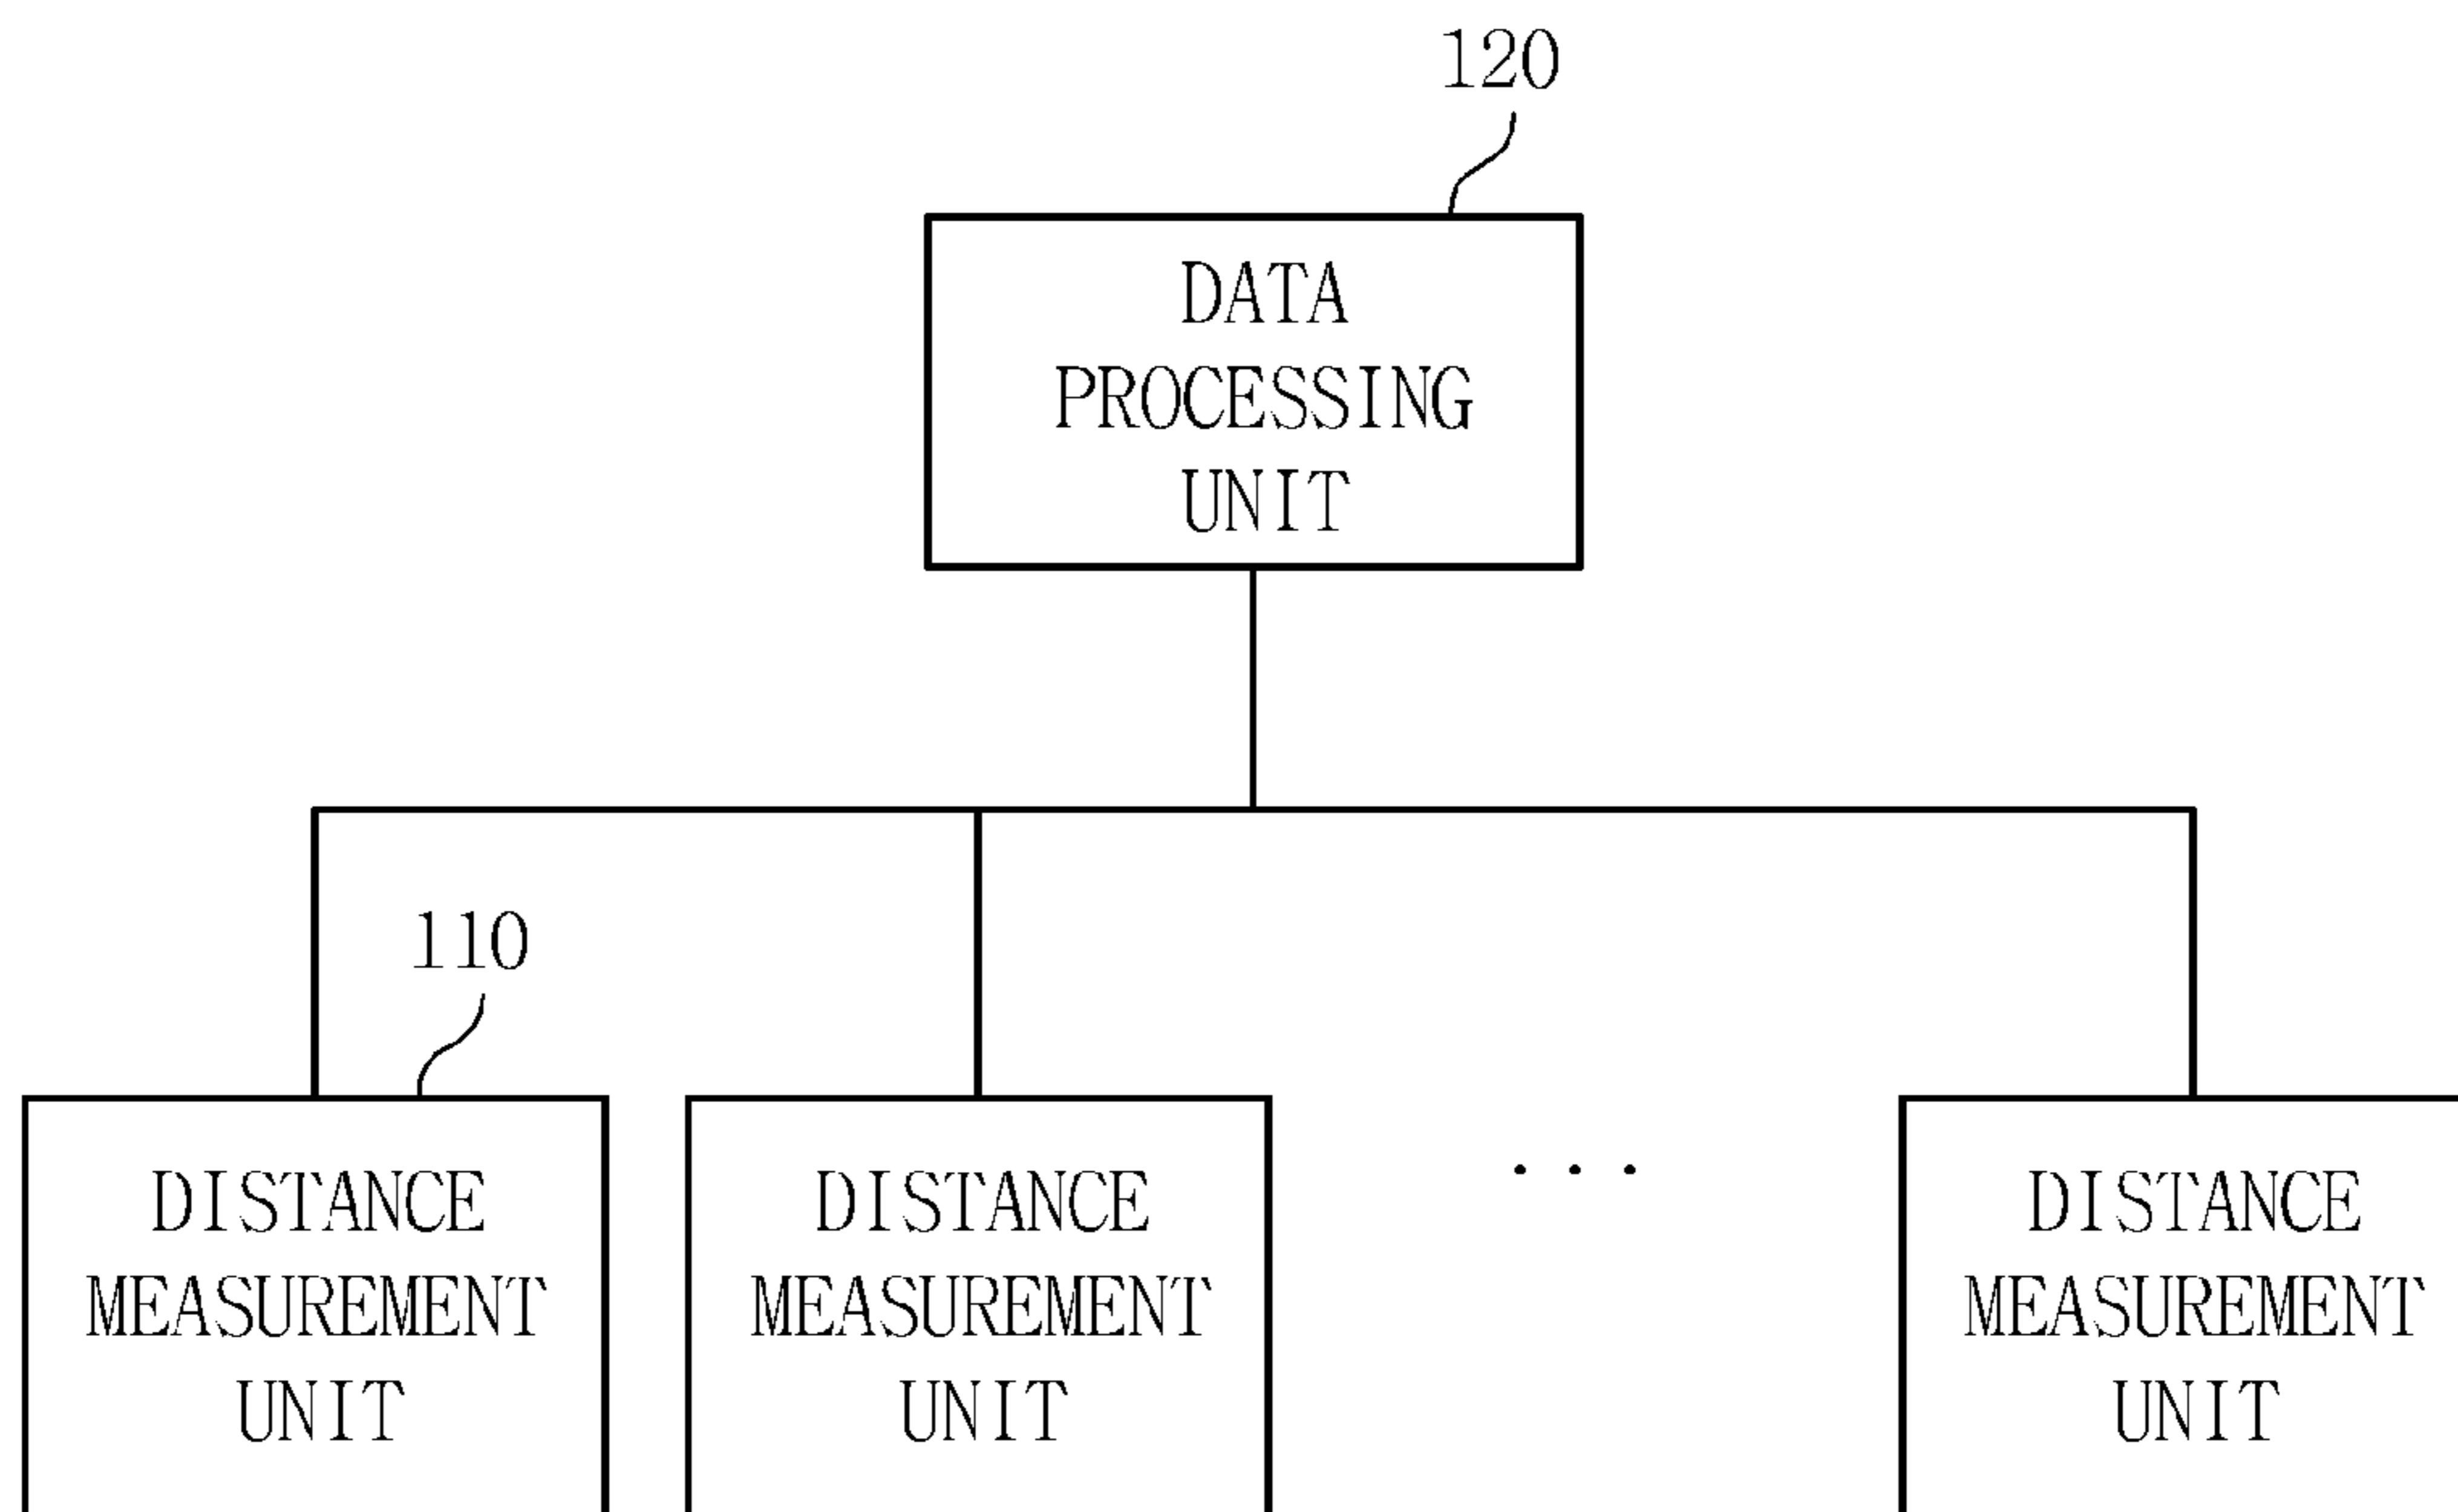 120
DATA
PROCESSING
UNIT
110
DISTANCE
MEASUREMENT
UNIT
DISTANCE
MEASUREMENT
UNIT
. . .
DISTANCE
MEASUREMENT
UNIT